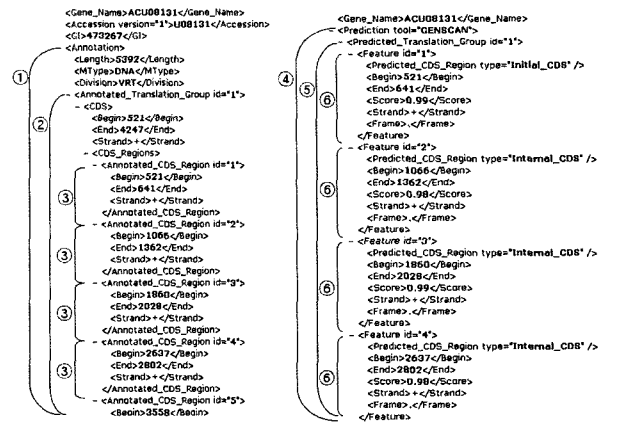 <Gene_Name>ACU08131</Gene_Name>
<Accession version="1">U08131</Accession>
<GI>473267</GI>
① - <Annotation>
<Length>5392</Length>
<MType>DNA</MType>
<Division>VRT</Division>
② - <Annotated_Translation_Group id="1">
- <CDS>
<Begin>521</Begin>
<End>4247</End>
<Strand>+</Strand>
- <CDS_Regions>
③ - <Annotated_CDS_Region id="1">
<Begin>521</Begin>
<End>641</End>
<Strand>+</Strand>
</Annotated_CDS_Region>
③ - <Annotated_CDS_Region id="2">
<Begin>1066</Begin>
<End>1362</End>
<Strand>+</Strand>
</Annotated_CDS_Region>
③ - <Annotated_CDS_Region id="3">
<Begin>1860</Begin>
<End>2028</End>
<Strand>+</Strand>
</Annotated_CDS_Region>
③ - <Annotated_CDS_Region id="4">
<Begin>2637</Begin>
<End>2802</End>
<Strand>+</Strand>
</Annotated_CDS_Region>
- <Annotated_CDS_Region id="5">
<Begin>3558</Begin>
<Gene_Name>ACU08131</Gene_Name>
④ - <Prediction tool="GENSCAN">
⑤ - <Predicted_Translation_Group id="1">
⑥ - <Feature id="1">
<Predicted_CDS_Region type="Initial_CDS" />
<Begin>521</Begin>
<End>641</End>
<Score>0.99</Score>
<Strand>+</Strand>
<Frame>.</Frame>
</Feature>
⑥ - <Feature id="2">
<Predicted_CDS_Region type="Internal_CDS" />
<Begin>1066</Begin>
<End>1362</End>
<Score>0.98</Score>
<Strand>+</Strand>
<Frame>.</Frame>
</Feature>
⑥ - <Feature id="3">
<Predicted_CDS_Region type="Internal_CDS" />
<Begin>1860</Begin>
<End>2028</End>
<Score>0.99</Score>
<Strand>+</Strand>
<Frame>.</Frame>
</Feature>
⑥ - <Feature id="4">
<Predicted_CDS_Region type="Internal_CDS" />
<Begin>2637</Begin>
<End>2802</End>
<Score>0.98</Score>
<Strand>+</Strand>
<Frame>.</Frame>
</Feature>